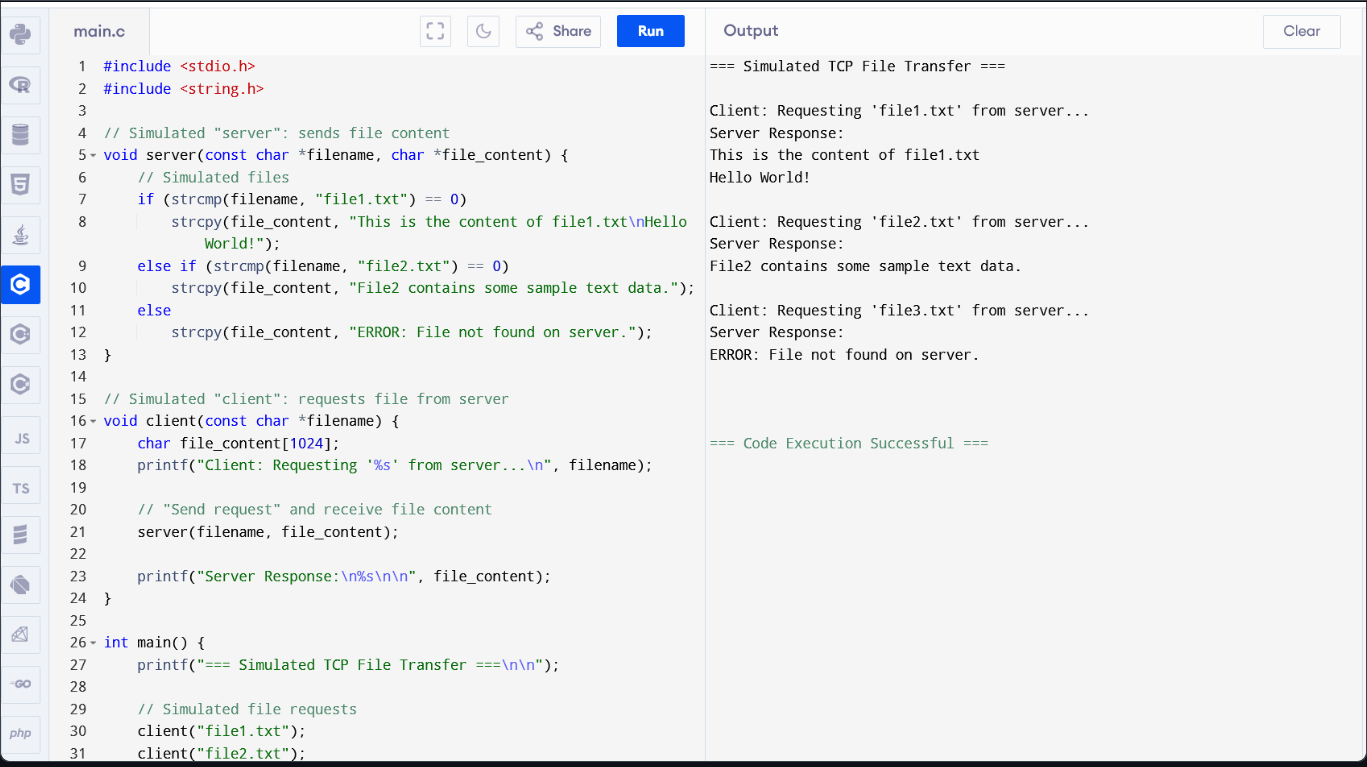 main.c
Share
Run
Output
Clear
1 #include <stdio.h>
2 #include <string.h>
3
4 // Simulated "server": sends file content
5 void server(const char *filename, char *file_content) {
6     // Simulated files
7     if (strcmp(filename, "file1.txt") == 0)
8         strcpy(file_content, "This is the content of file1.txt\nHello
            World!");
9     else if (strcmp(filename, "file2.txt") == 0)
10         strcpy(file_content, "File2 contains some sample text data.");
11     else
12         strcpy(file_content, "ERROR: File not found on server.");
13 }
14
15 // Simulated "client": requests file from server
16 void client(const char *filename) {
17     char file_content[1024];
18     printf("Client: Requesting '%s' from server...\n", filename);
19
20     // "Send request" and receive file content
21     server(filename, file_content);
22
23     printf("Server Response:\n%s\n\n", file_content);
24 }
25
26 int main() {
27     printf("=== Simulated TCP File Transfer ===\n\n");
28
29     // Simulated file requests
30     client("file1.txt");
31     client("file2.txt");
=== Simulated TCP File Transfer ===
Client: Requesting 'file1.txt' from server...
Server Response:
This is the content of file1.txt
Hello World!
Client: Requesting 'file2.txt' from server...
Server Response:
File2 contains some sample text data.
Client: Requesting 'file3.txt' from server...
Server Response:
ERROR: File not found on server.
=== Code Execution Successful ===
R
5
C
C
C
JS
TS
GO
php